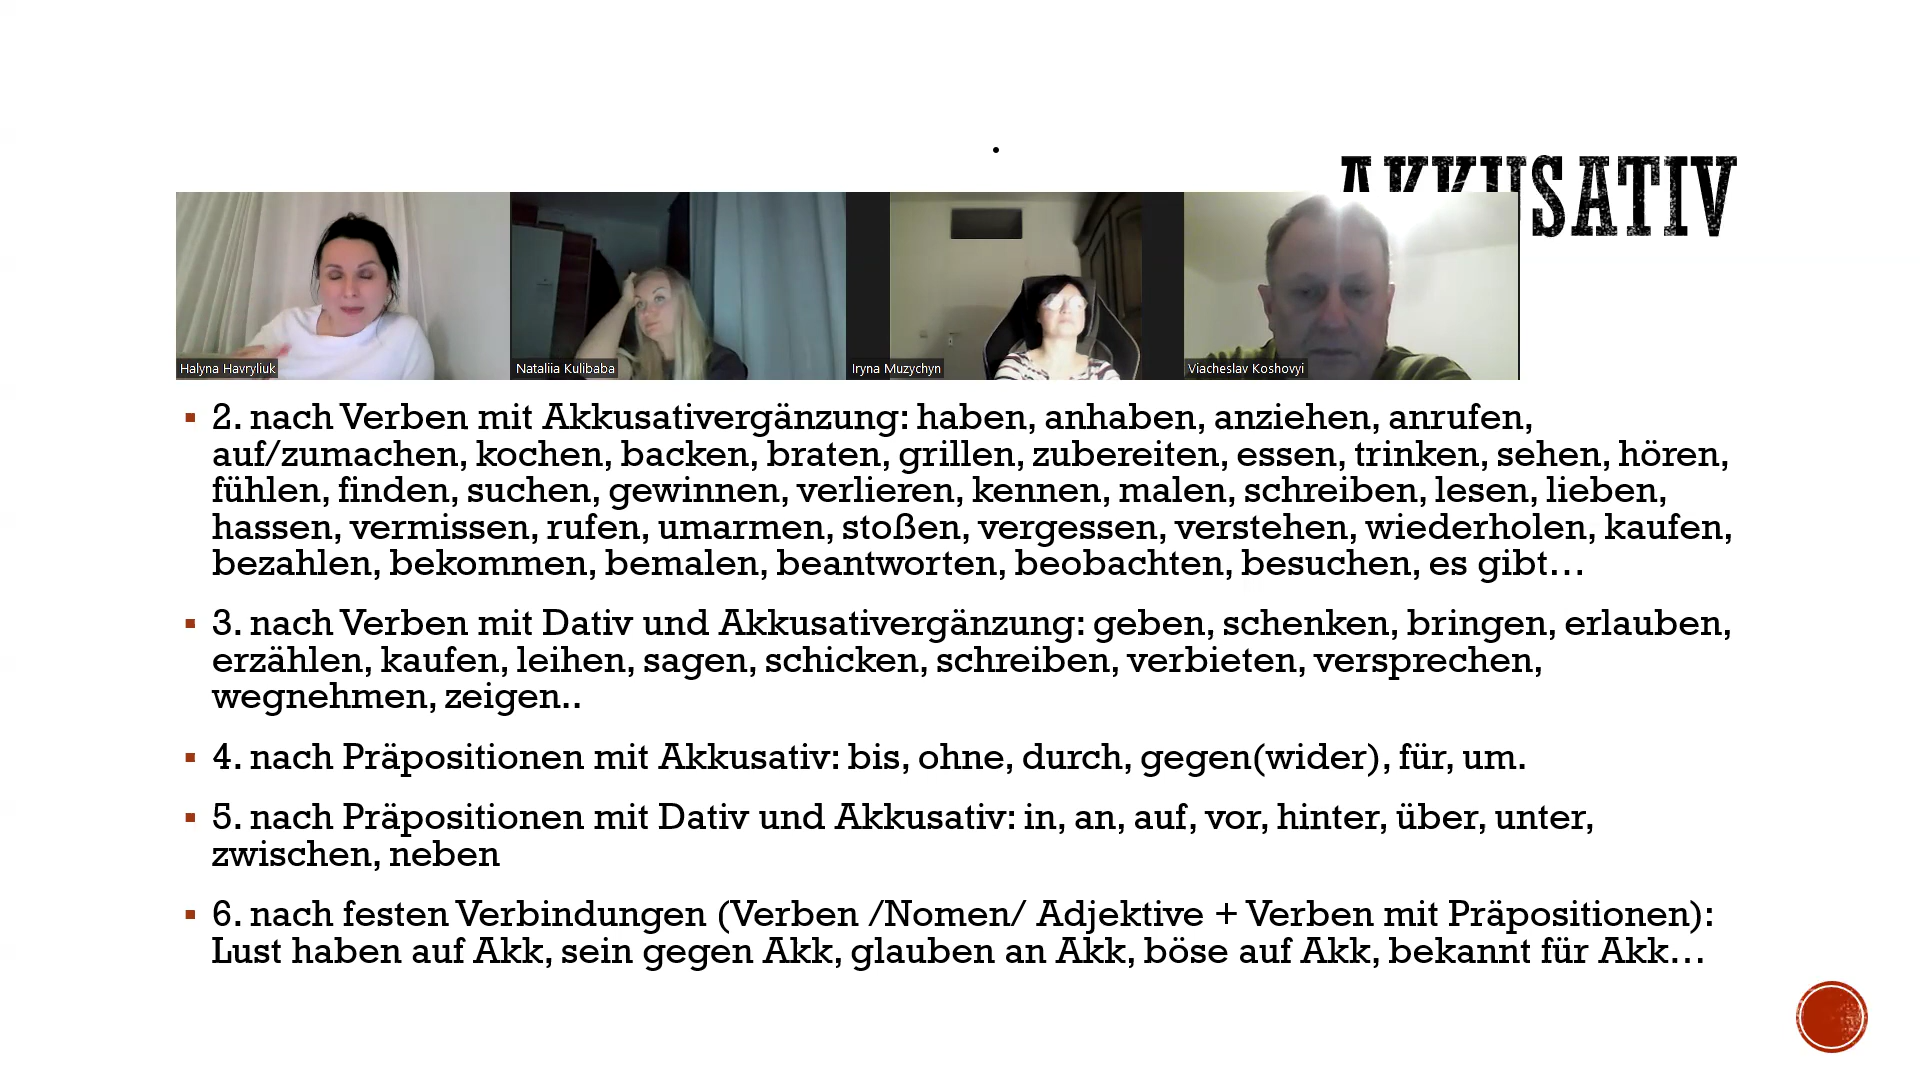 AKKUSATIV
Halyna Havryliuk
Nataliia Kulibaba
Iryna Muzychyn
Viacheslav Koshovyi
▪ 2. nach Verben mit Akkusativergänzung: haben, anhaben, anziehen, anrufen,
auf/zumachen, kochen, backen, braten, grillen, zubereiten, essen, trinken, sehen, hören,
fühlen, finden, suchen, gewinnen, verlieren, kennen, malen, schreiben, lesen, lieben,
hassen, vermissen, rufen, umarmen, stoßen, vergessen, verstehen, wiederholen, kaufen,
bezahlen, bekommen, bemalen, beantworten, beobachten, besuchen, es gibt…
▪ 3. nach Verben mit Dativ und Akkusativergänzung: geben, schenken, bringen, erlauben,
erzählen, kaufen, leihen, sagen, schicken, schreiben, verbieten, versprechen,
wegnehmen, zeigen..
▪ 4. nach Präpositionen mit Akkusativ: bis, ohne, durch, gegen(wider), für, um.
▪ 5. nach Präpositionen mit Dativ und Akkusativ: in, an, auf, vor, hinter, über, unter,
zwischen, neben
▪ 6. nach festen Verbindungen (Verben /Nomen/ Adjektive + Verben mit Präpositionen):
Lust haben auf Akk, sein gegen Akk, glauben an Akk, böse auf Akk, bekannt für Akk…